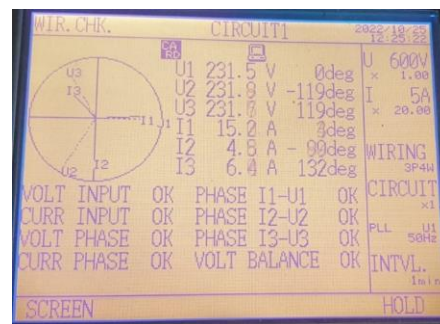 WIR.CHK. CIRCUIT1 2022/10/25
12:25:22
CARD
U1 231.5 V 0deg
U2 231.8 V -119deg
U3 231.7 V 119deg
I1 15.2 A
I2 4.8 A - 99deg
I3 6.4 A 132deg
U3
I3
I1 U1
U2 I2
VOLT INPUT OK PHASE I1-U1 OK
CURR INPUT OK PHASE I2-U2 OK
VOLT PHASE OK PHASE I3-U3 OK
CURR PHASE OK VOLT BALANCE OK
U 600V
× 1.00
I 5A
× 20.00
WIRING
3P4W
CIRCUIT
×1
PLL U1
50Hz
INTVL.
1min
SCREEN HOLD